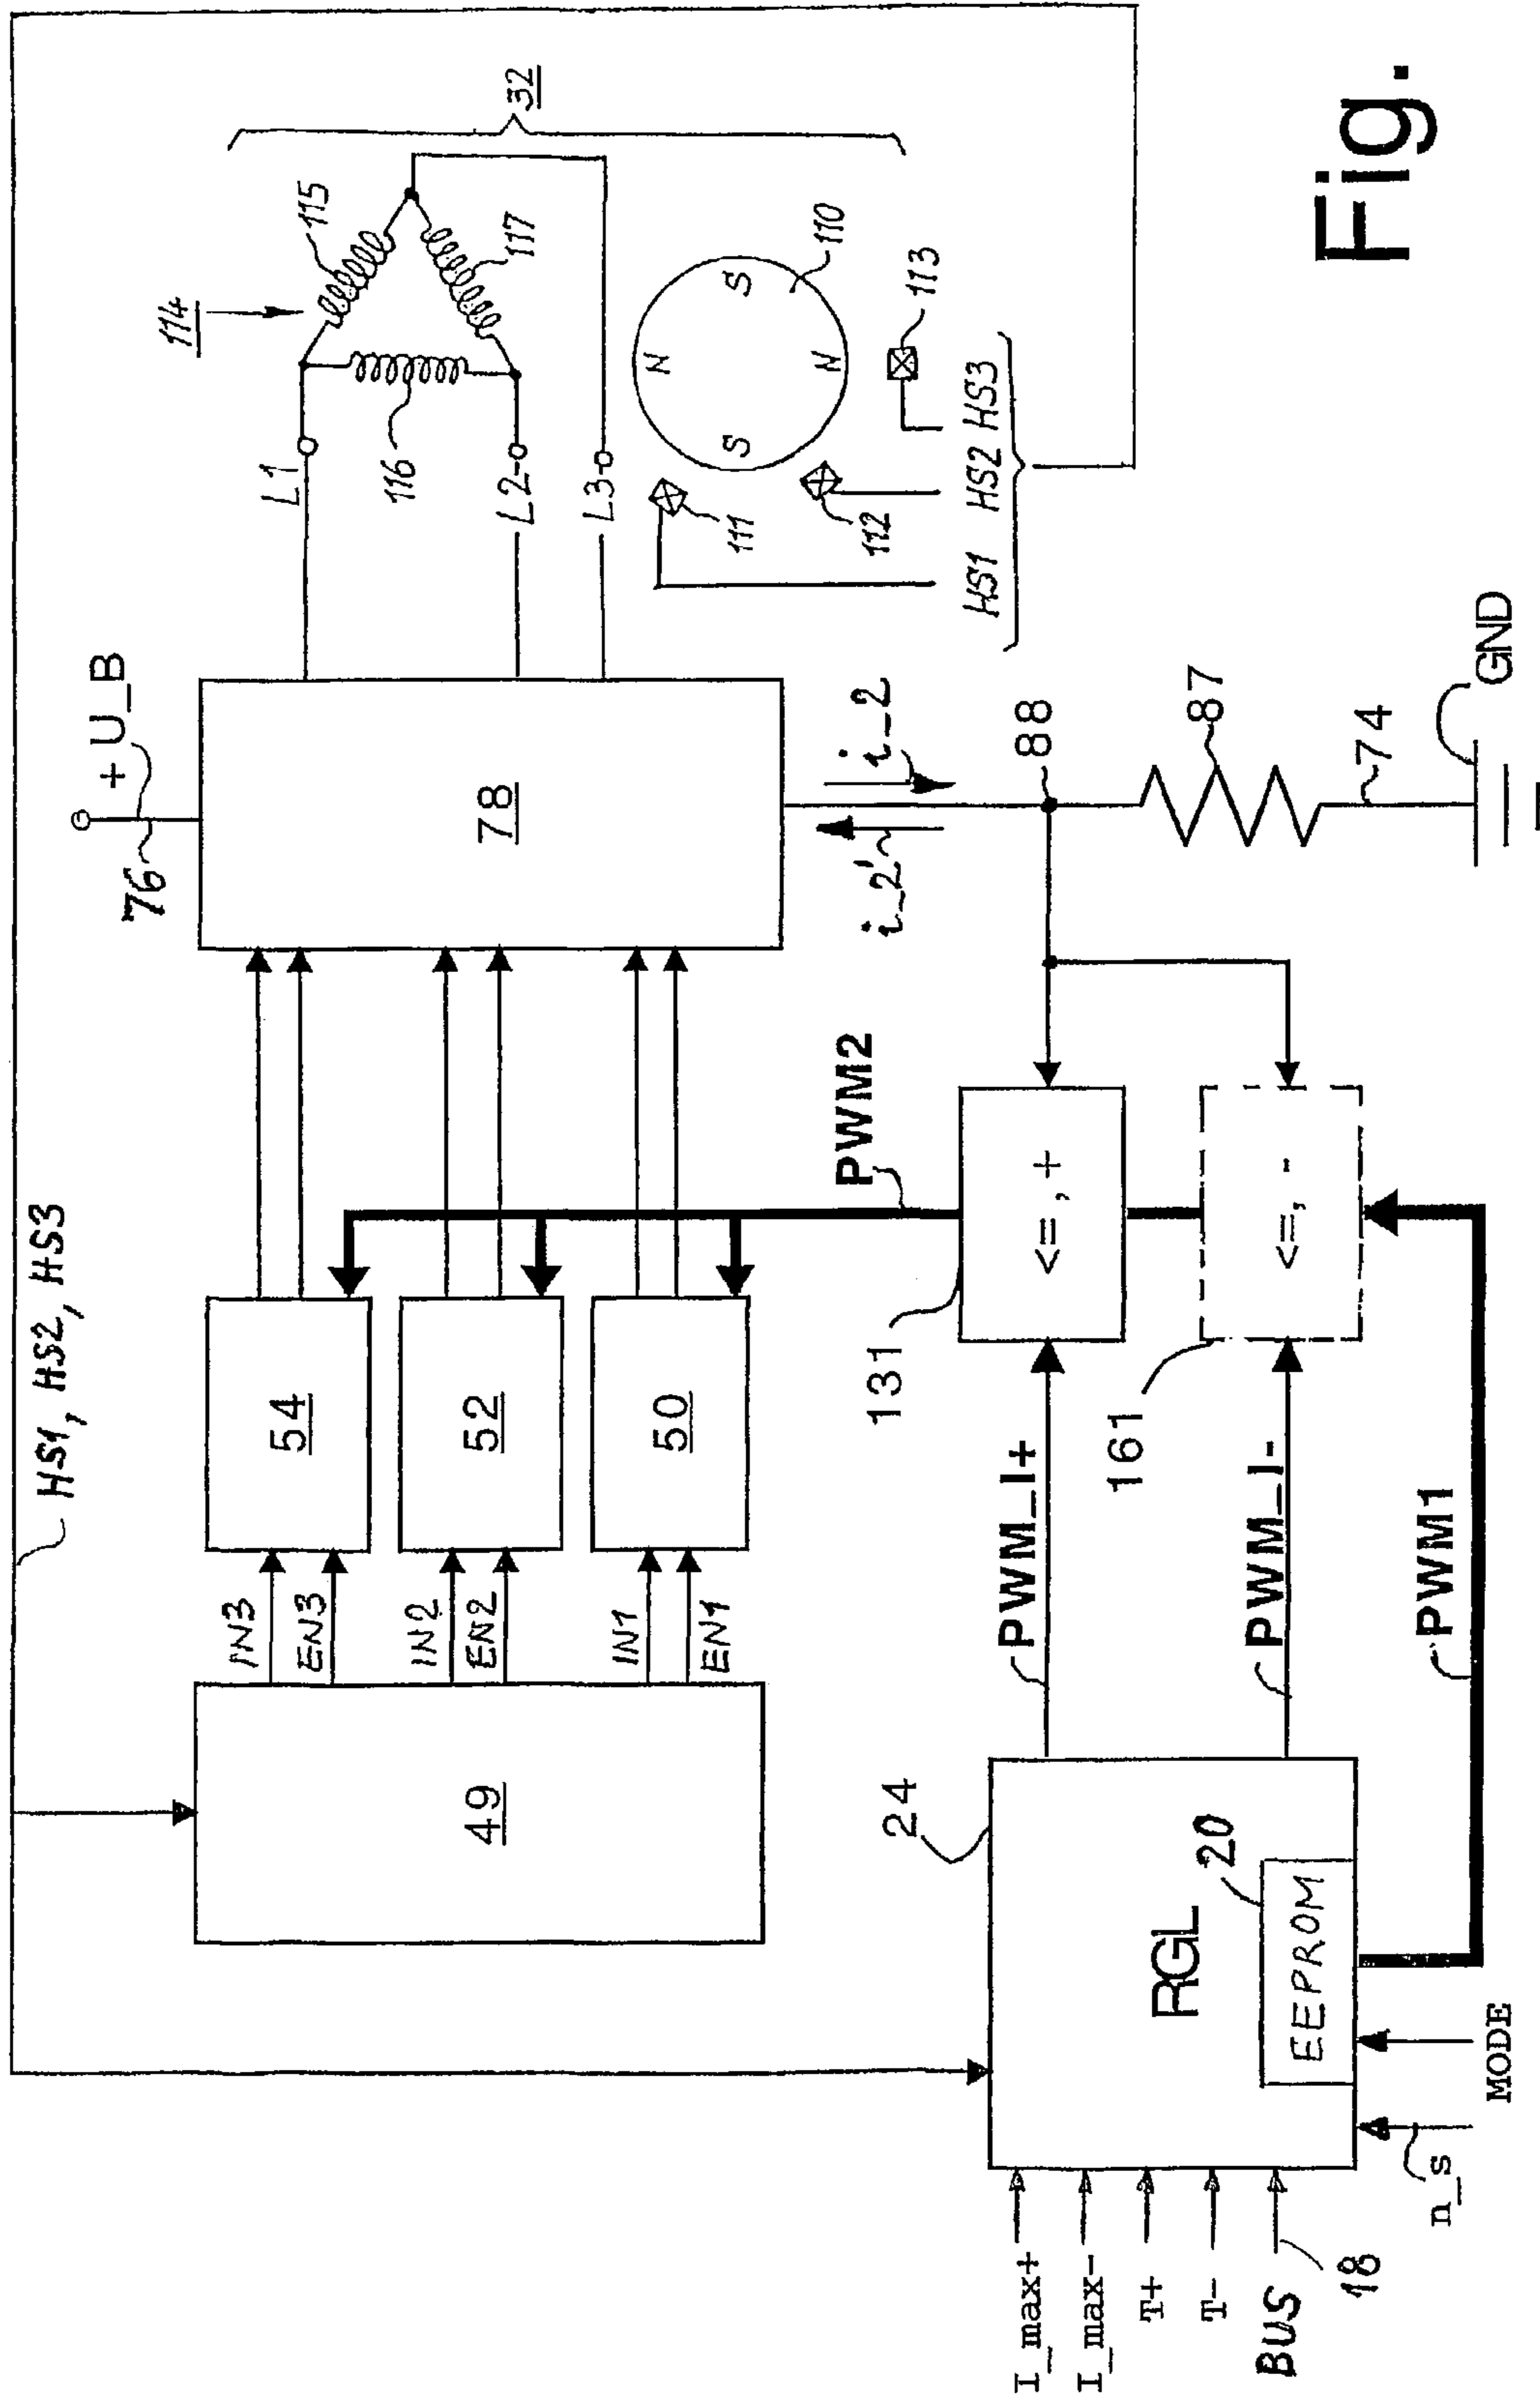 HS1, HS2, HS3
I_max+
I_max-
T+
T-
BUS
18
n_s
MODE
24
RGL
20
EEPROM
49
IN3
EN3
IN2
EN2
IN1
EN1
54
52
50
PWM_I+
PWM_I-
PWM1
131
<=,+
161
<=,-
PWM2
76
+U_B
78
i_2
i_2'
88
87
74
GND
L1
L2
L3
114
115
116
117
32
N
S
N
S
110
111
112
113
HS1 HS2 HS3
Fig.